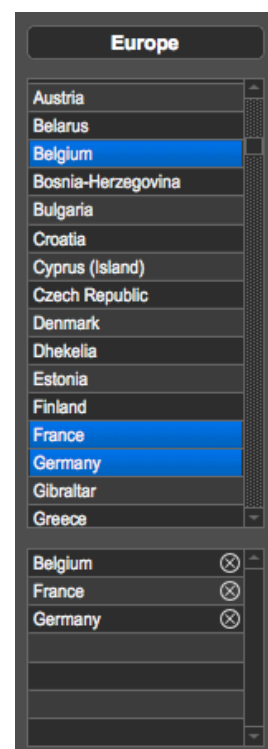 Europe
Austria
Belarus
Belgium
Bosnia-Herzegovina
Bulgaria
Croatia
Cyprus (Island)
Czech Republic
Denmark
Dhekelia
Estonia
Finland
France
Germany
Gibraltar
Greece
Belgium
France
Germany